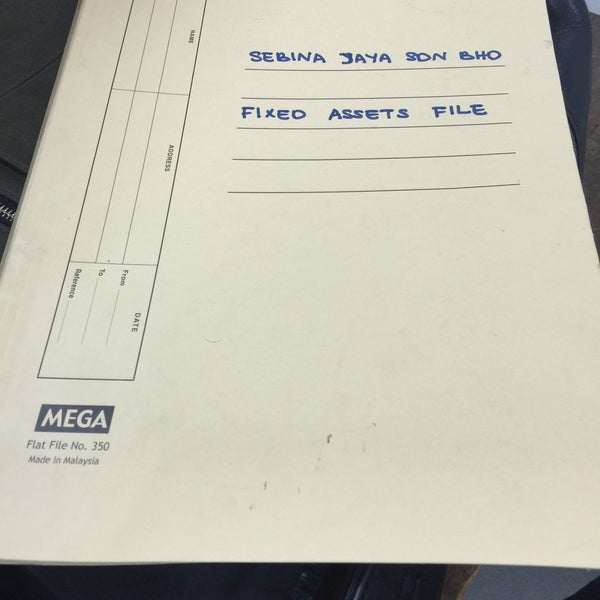 SEBINA JAYA SDN BHD
FIXED ASSETS FILE
NAME
ADDRESS
DATE
From
To
Reference
MEGA
Flat File No. 350
Made in Malaysia